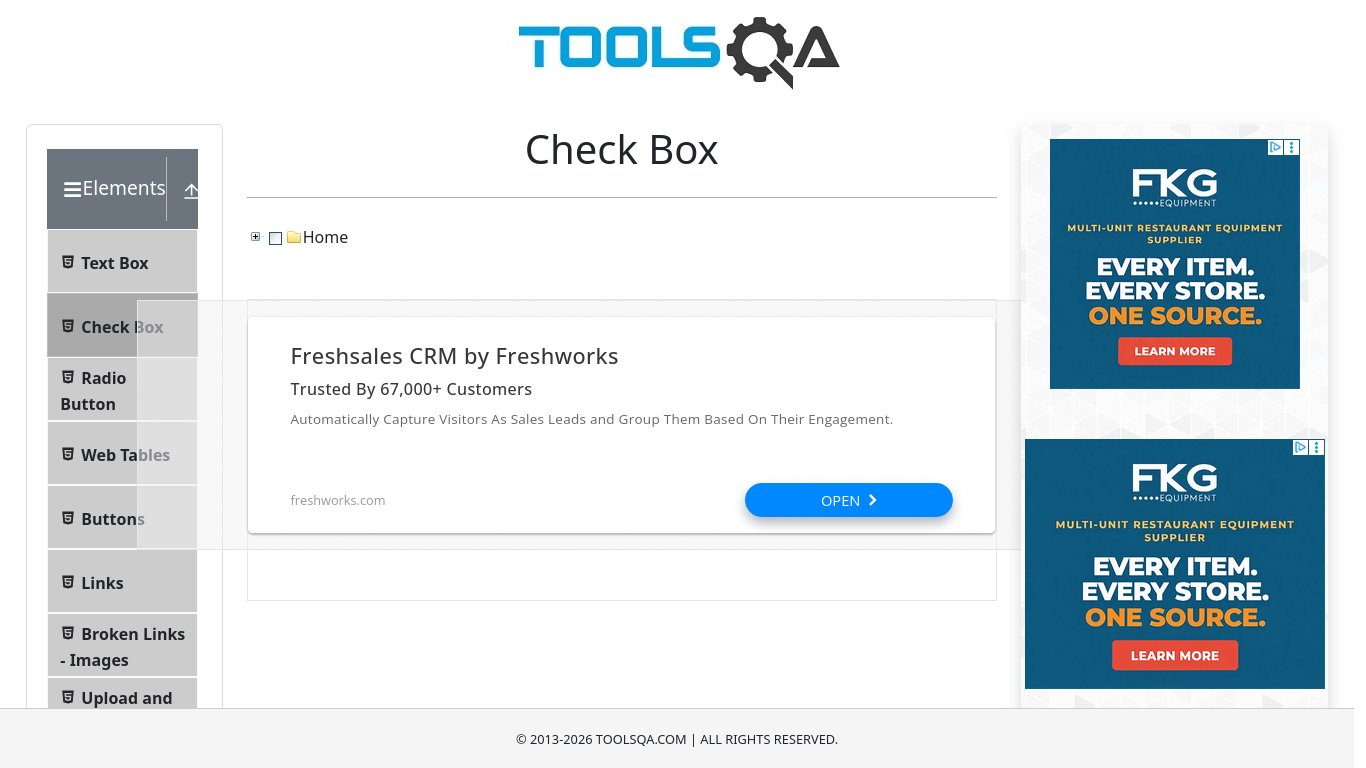 TOOLSQA
Check Box
Elements
Text Box
Check Box
Radio
Button
Web Tables
Buttons
Links
Broken Links
- Images
Upload and
Home
Freshsales CRM by Freshworks
Trusted By 67,000+ Customers
Automatically Capture Visitors As Sales Leads and Group Them Based On Their Engagement.
freshworks.com
OPEN
FKG
EQUIPMENT
MULTI-UNIT RESTAURANT EQUIPMENT
SUPPLIER
EVERY ITEM.
EVERY STORE.
ONE SOURCE.
LEARN MORE
FKG
EQUIPMENT
MULTI-UNIT RESTAURANT EQUIPMENT
SUPPLIER
EVERY ITEM.
EVERY STORE.
ONE SOURCE.
LEARN MORE
© 2013-2026 TOOLSQA.COM | ALL RIGHTS RESERVED.